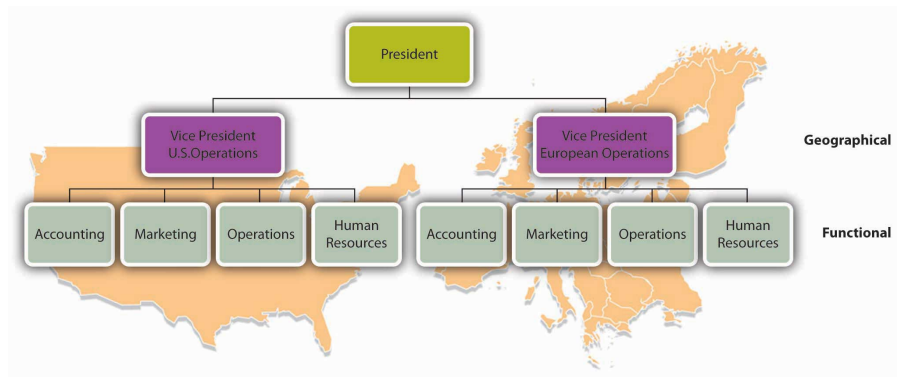 President
Vice President
U.S.Operations
Vice President
European Operations
Geographical
Accounting
Marketing
Operations
Human
Resources
Accounting
Marketing
Operations
Human
Resources
Functional